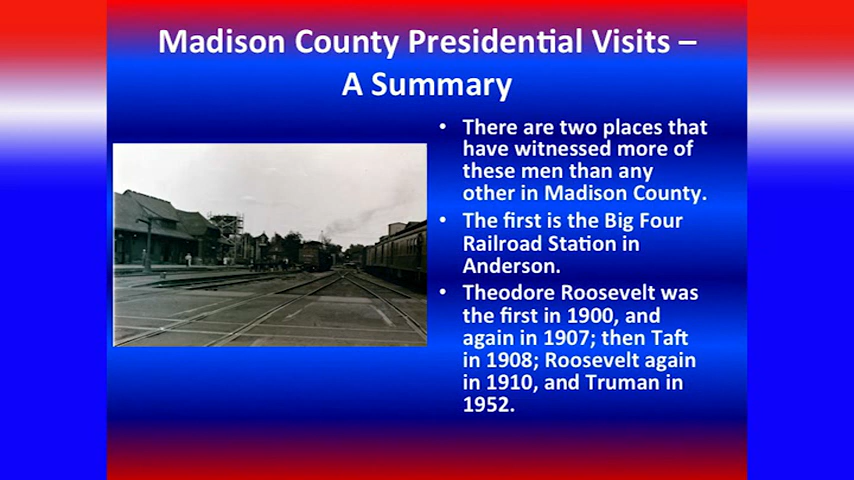 Madison County Presidential Visits –
A Summary
• There are two places that
have witnessed more of
these men than any
other in Madison County.
• The first is the Big Four
Railroad Station in
Anderson.
• Theodore Roosevelt was
the first in 1900, and
again in 1907; then Taft
in 1908; Roosevelt again
in 1910, and Truman in
1952.